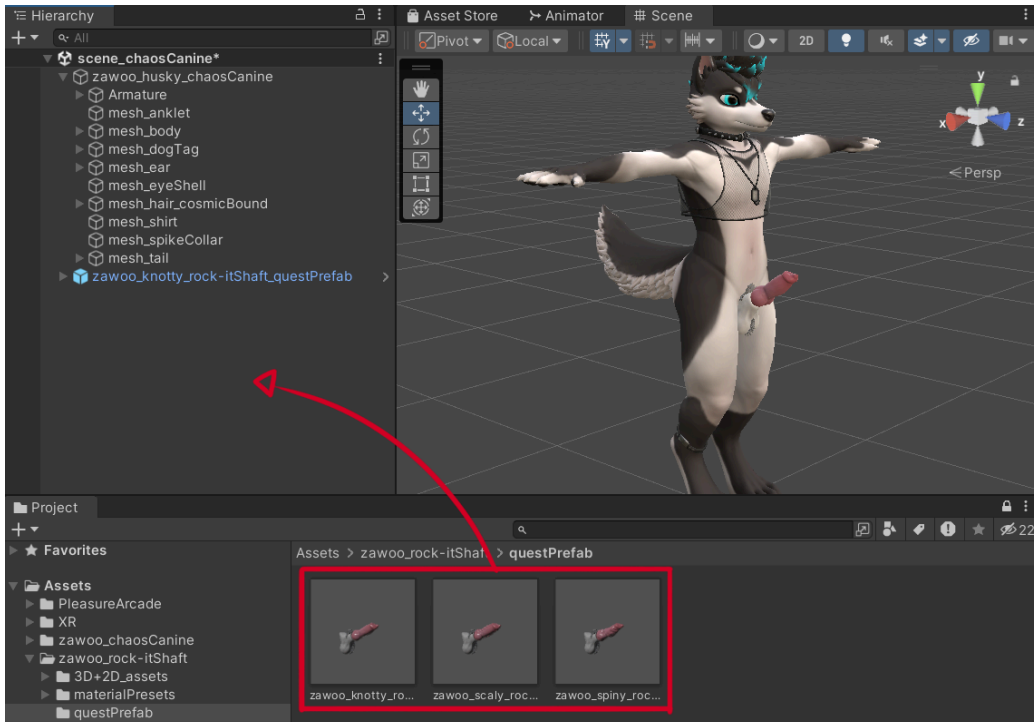 Hierarchy
Asset Store Animator Scene
All
Pivot Local 2D
scene_chaosCanine*
zawoo_husky_chaosCanine
Armature
mesh_anklet
mesh_body
mesh_dogTag
mesh_ear
mesh_eyeShell
mesh_hair_cosmicBound
mesh_shirt
mesh_spikeCollar
mesh_tail
zawoo_knotty_rock-itShaft_questPrefab
y
x
z
Persp
Project
22
Favorites
Assets > zawoo_rock-itShaft > questPrefab
Assets
PleasureArcade
XR
zawoo_chaosCanine
zawoo_rock-itShaft
3D+2D_assets
materialPresets
questPrefab
zawoo_knotty_ro... zawoo_scaly_roc... zawoo_spiny_roc...